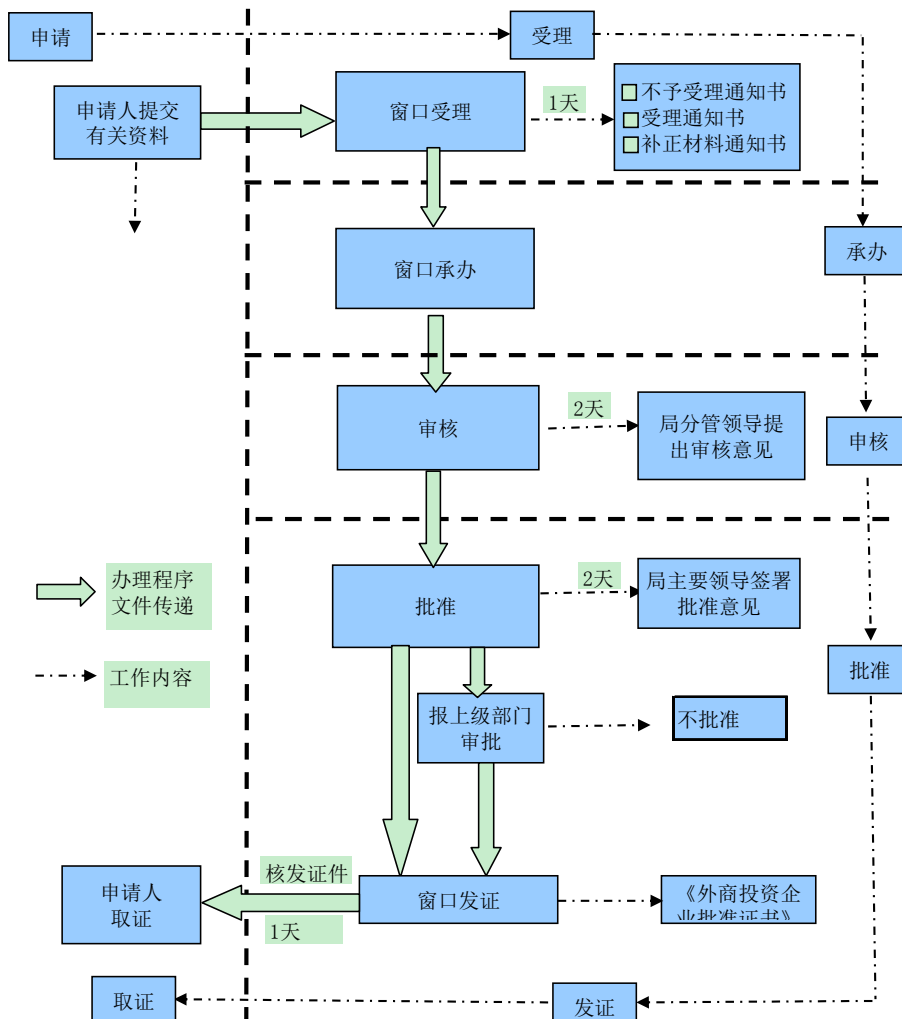 申请
受理
申请人提交
有关资料
窗口受理
1天
不予受理通知书
受理通知书
补正材料通知书
窗口承办
承办
审核
2天
局分管领导提
出审核意见
申核
办理程序
文件传递
批准
2天
局主要领导签署
批准意见
工作内容
批准
报上级部门
审批
不批准
核发证件
申请人
取证
1天
窗口发证
《外商投资企
业批准证书》
取证
发证